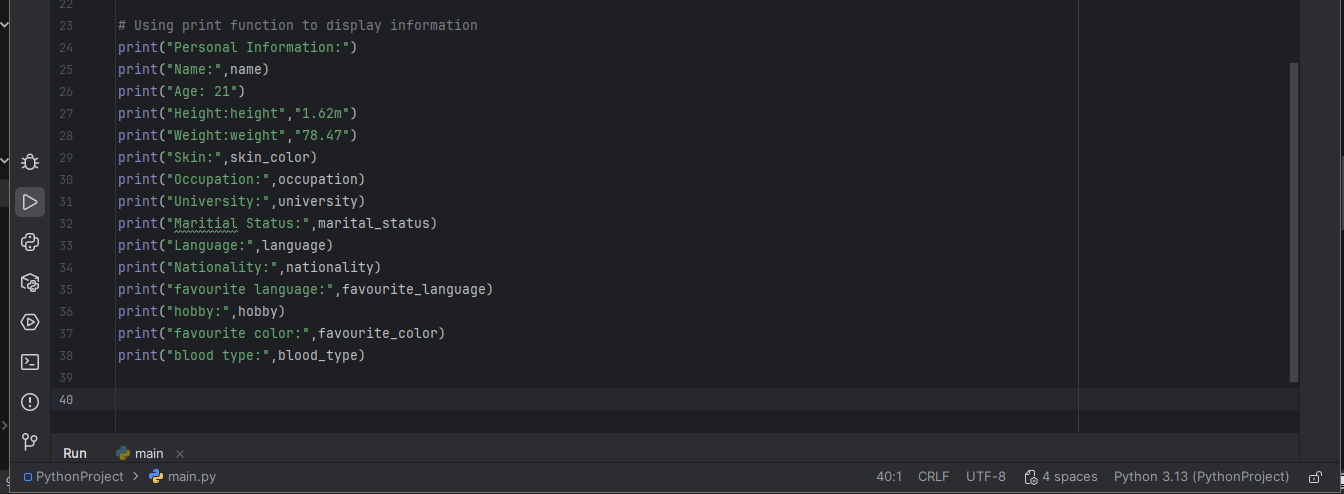 22
23 # Using print function to display information
24 print("Personal Information:")
25 print("Name:",name)
26 print("Age: 21")
27 print("Height:height","1.62m")
28 print("Weight:weight","78.47")
29 print("Skin:",skin_color)
30 print("Occupation:",occupation)
31 print("University:",university)
32 print("Maritial Status:",marital_status)
33 print("Language:",language)
34 print("Nationality:",nationality)
35 print("favourite language:",favourite_language)
36 print("hobby:",hobby)
37 print("favourite color:",favourite_color)
38 print("blood type:",blood_type)
39
40
Run main
PythonProject main.py 40:1 CRLF UTF-8 4 spaces Python 3.13 (PythonProject)